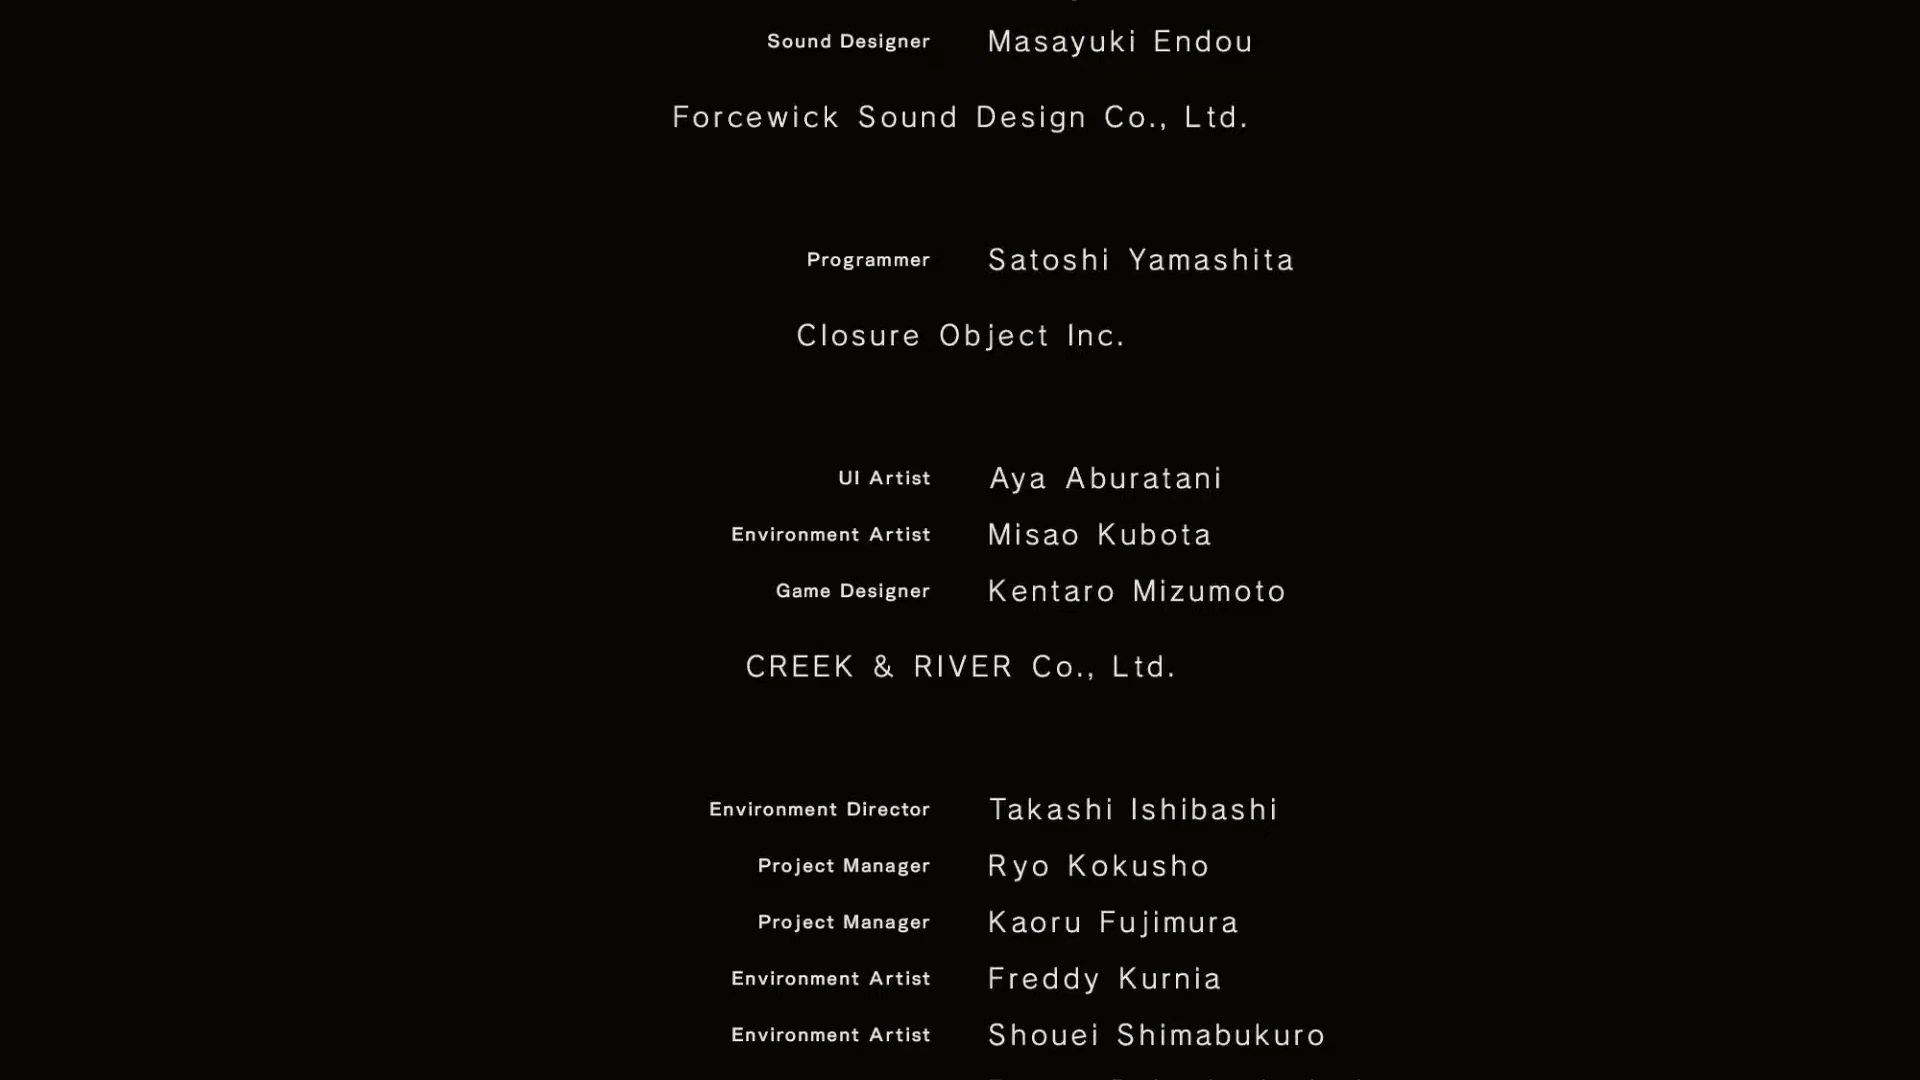 Sound Designer Masayuki Endou
Forcewick Sound Design Co., Ltd.
Programmer Satoshi Yamashita
Closure Object Inc.
UI Artist Aya Aburatani
Environment Artist Misao Kubota
Game Designer Kentaro Mizumoto
CREEK & RIVER Co., Ltd.
Environment Director Takashi Ishibashi
Project Manager Ryo Kokusho
Project Manager Kaoru Fujimura
Environment Artist Freddy Kurnia
Environment Artist Shouei Shimabukuro